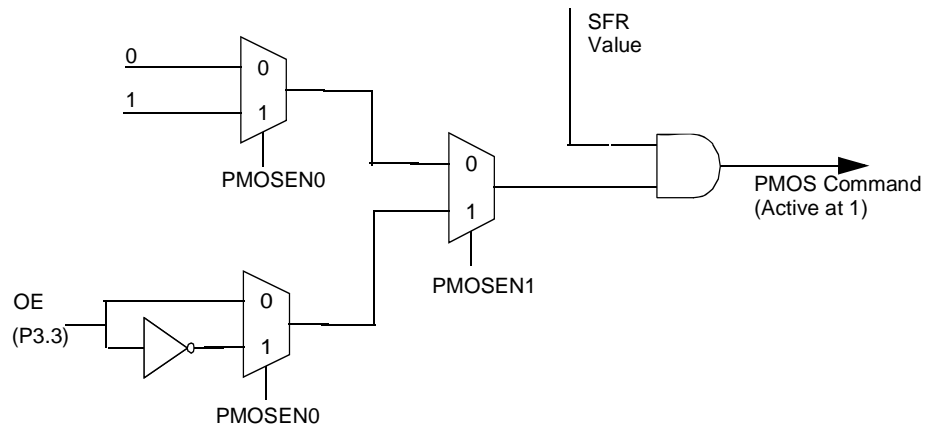 SFR
Value
0
0
1
1
PMOSEN0
0
1
PMOS Command
(Active at 1)
PMOSEN1
OE
(P3.3)
0
1
PMOSEN0